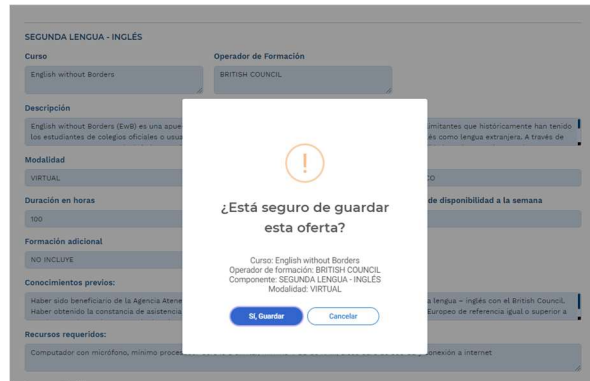 SEGUNDA LENGUA - INGLÉS
Curso Operador de Formación
English without Borders BRITISH COUNCIL
Descripción
English without Borders (EwB) es una apue limitantes que históricamente han tenido
los estudiantes de colegios oficiales o usua és como lengua extranjera. A través de
Modalidad
VIRTUAL CO
Duración en horas de disponibilidad a la semana
100
Formación adicional
NO INCLUYE
Conocimientos previos:
Haber sido beneficiario de la Agencia Atene a lengua – inglés con el British Council.
Haber obtenido la constancia de asistencia Europeo de referencia igual o superior a
Recursos requeridos:
Computador con micrófono, mínimo proces conexión a internet
!
¿Está seguro de guardar
esta oferta?
Curso: English without Borders
Operador de formación: BRITISH COUNCIL
Componente: SEGUNDA LENGUA - INGLÉS
Modalidad: VIRTUAL
Sí, Guardar Cancelar